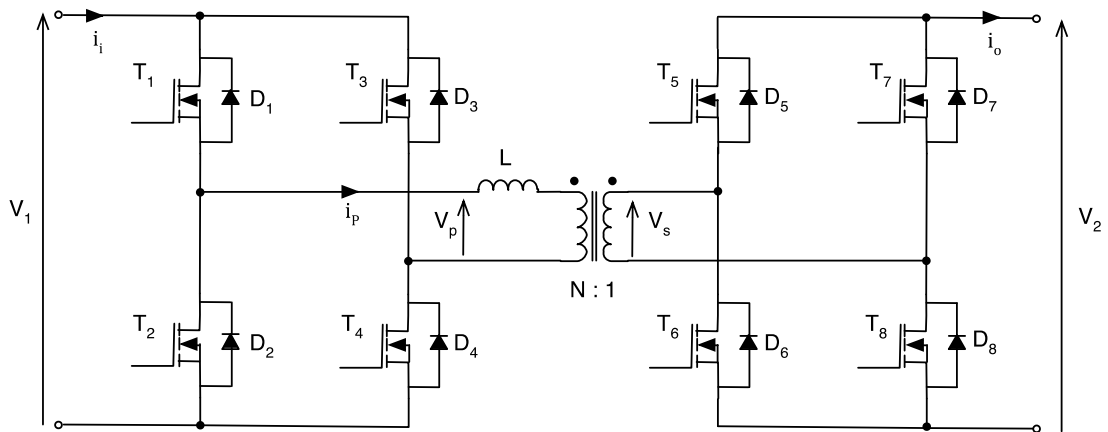 i_i
i_o
T_1
D_1
T_3
D_3
T_5
D_5
T_7
D_7
L
V_1
i_P
V_p
V_s
V_2
N : 1
T_2
D_2
T_4
D_4
T_6
D_6
T_8
D_8